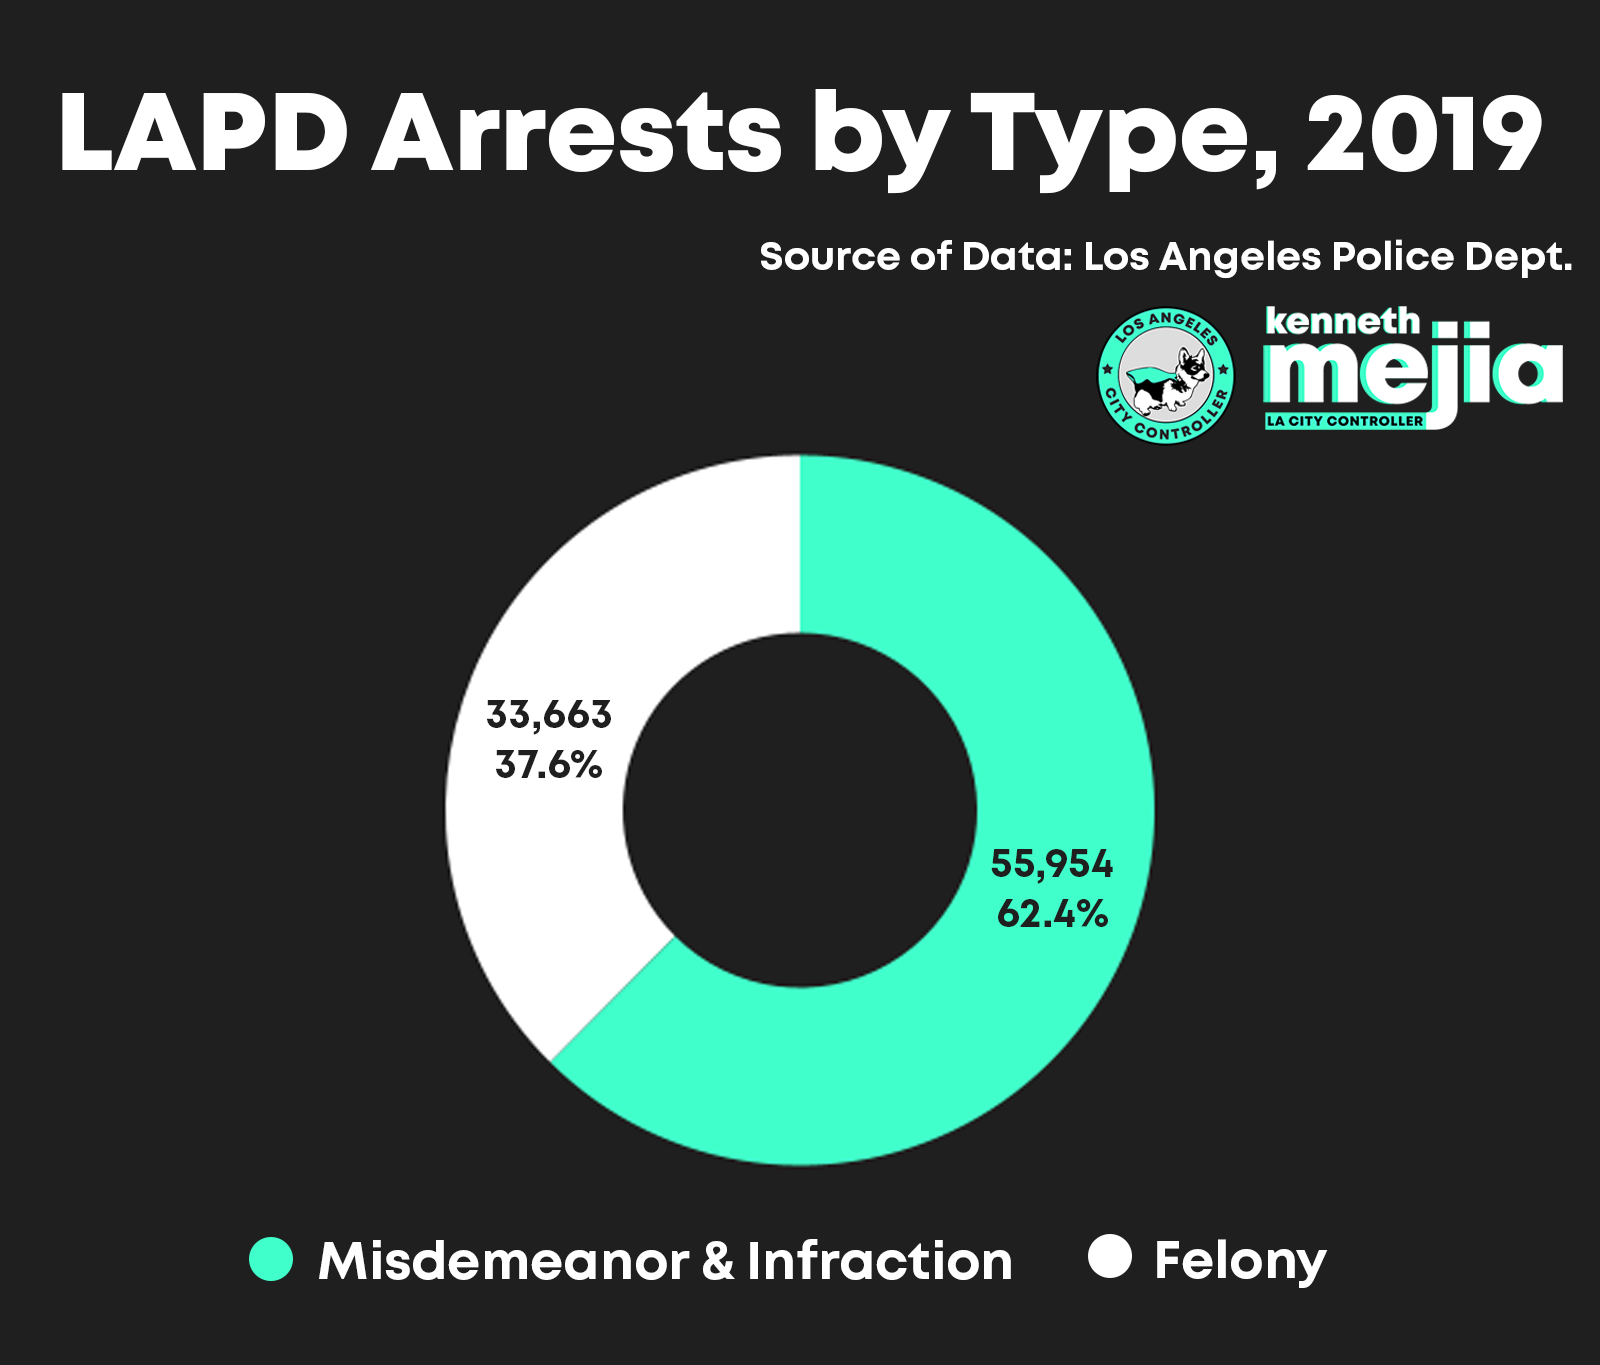 LAPD Arrests by Type, 2019
Source of Data: Los Angeles Police Dept.
LOS ANGELES
CITY CONTROLLER
kenneth
mejia
LA CITY CONTROLLER
33,663
37.6%
55,954
62.4%
Misdemeanor & Infraction
Felony